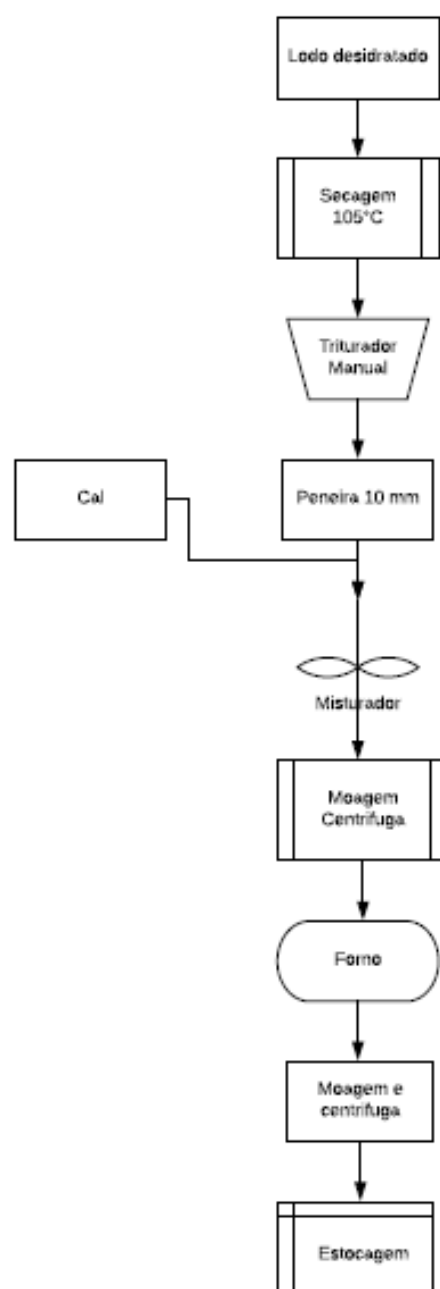 Lodo desidratado
Secagem
105°C
Triturador
Manual
Cal
Peneira 10 mm
Misturador
Moagem
Centrifuga
Forno
Moagem e
centrifuga
Estocagem